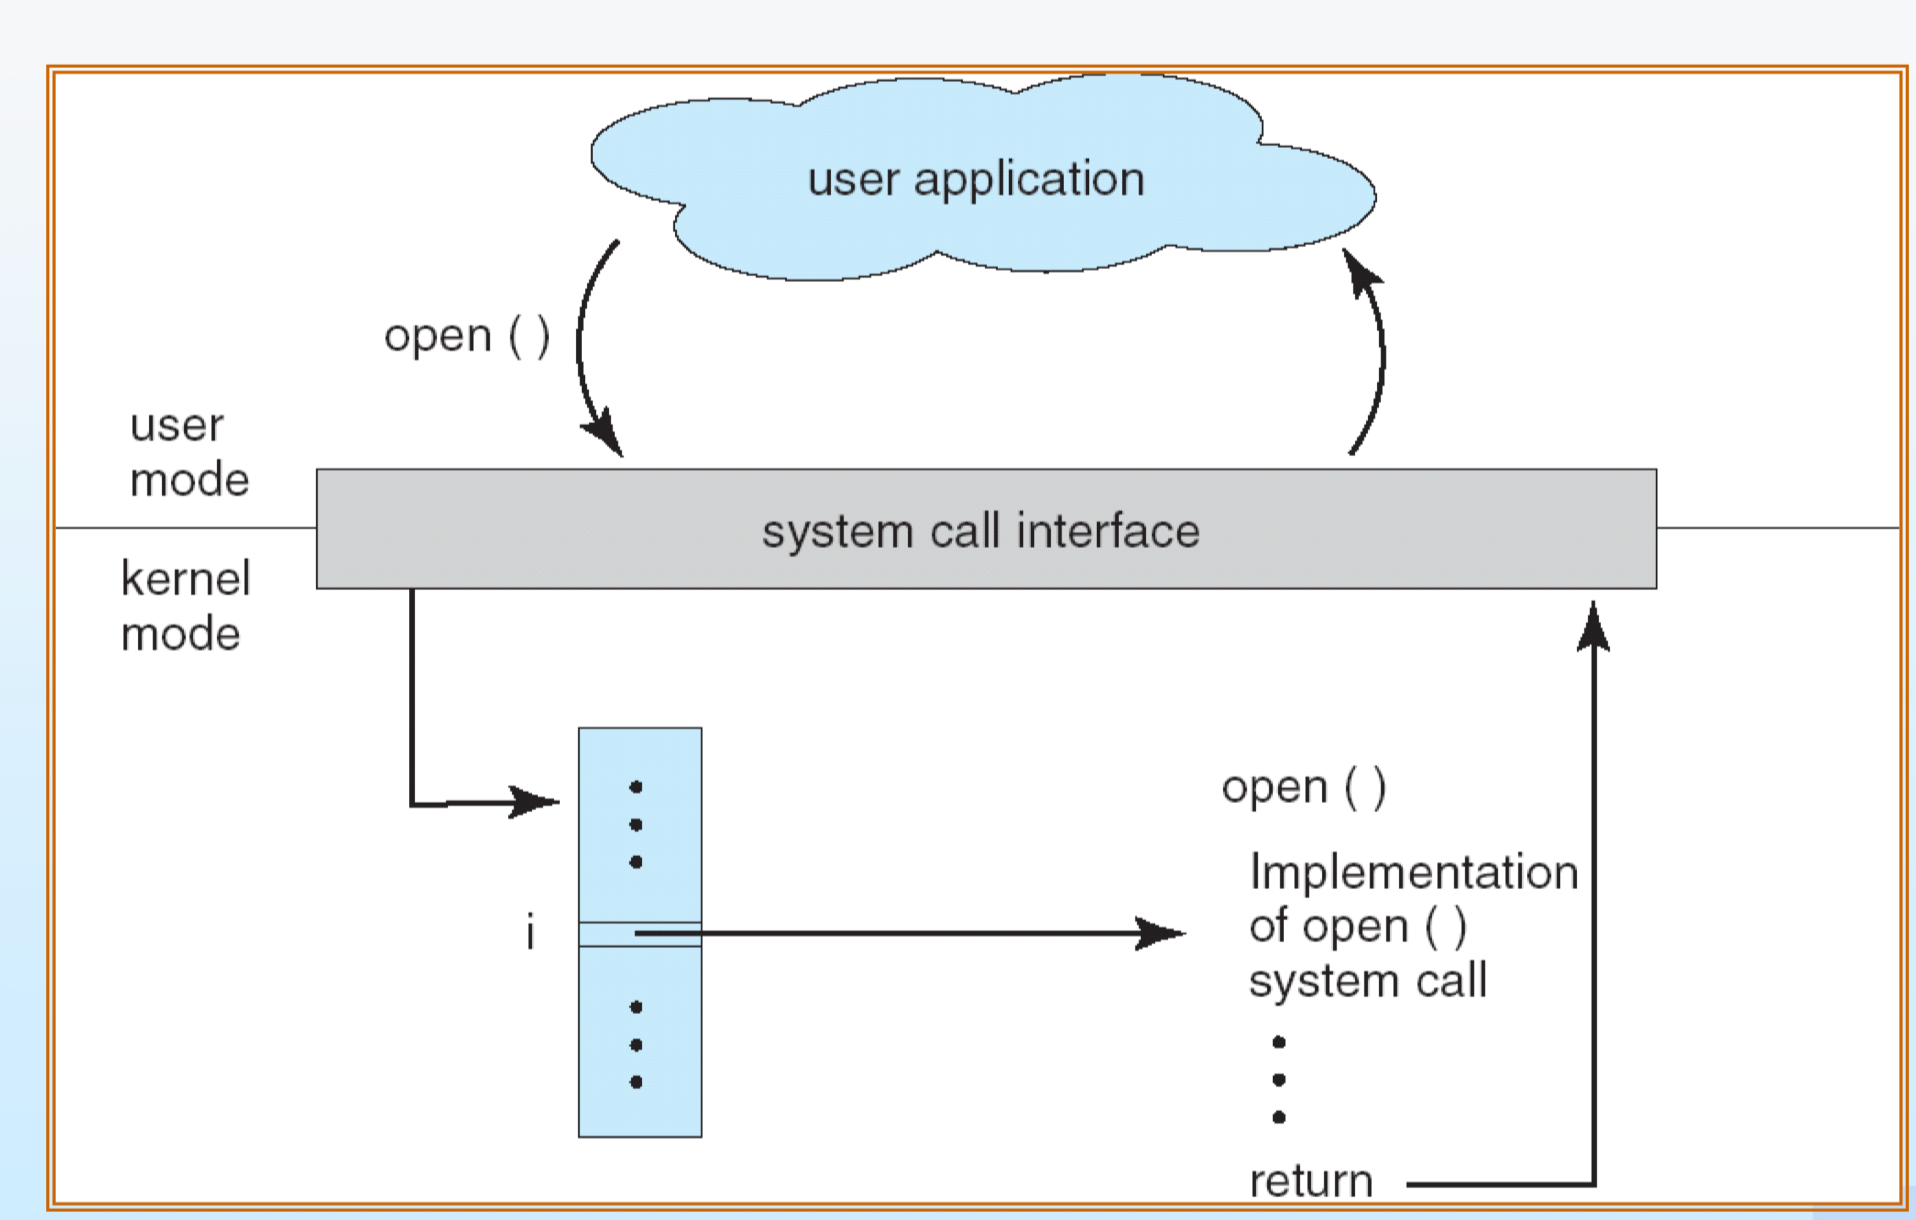 user application
open ( )
user
mode
system call interface
kernel
mode
open ( )
Implementation
of open ( )
system call
i
return